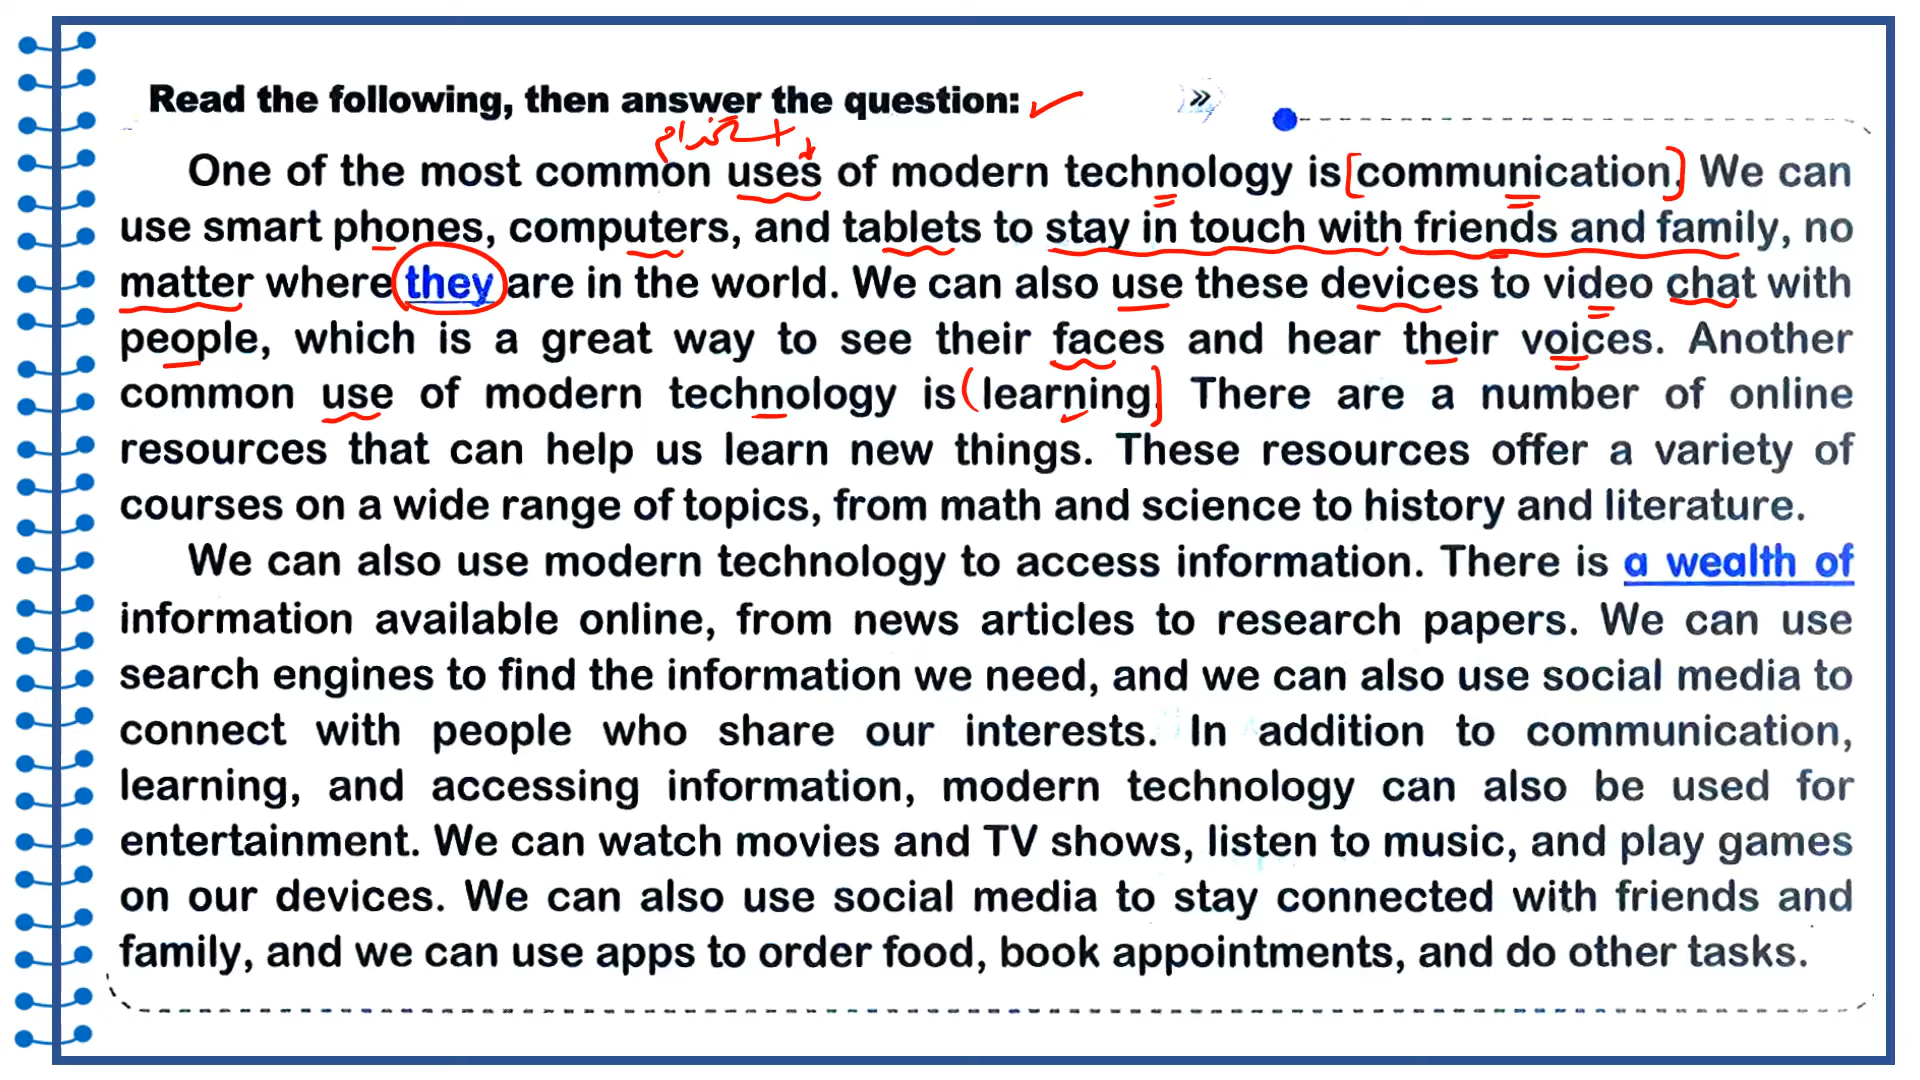 Read the following, then answer the question:
»
One of the most common uses of modern technology is [communication.] We can
use smart phones, computers, and tablets to stay in touch with friends and family, no
matter where they are in the world. We can also use these devices to video chat with
people, which is a great way to see their faces and hear their voices. Another
common use of modern technology is (learning.] There are a number of online
resources that can help us learn new things. These resources offer a variety of
courses on a wide range of topics, from math and science to history and literature.
We can also use modern technology to access information. There is a wealth of
information available online, from news articles to research papers. We can use
search engines to find the information we need, and we can also use social media to
connect with people who share our interests. In addition to communication,
learning, and accessing information, modern technology can also be used for
entertainment. We can watch movies and TV shows, listen to music, and play games
on our devices. We can also use social media to stay connected with friends and
family, and we can use apps to order food, book appointments, and do other tasks.